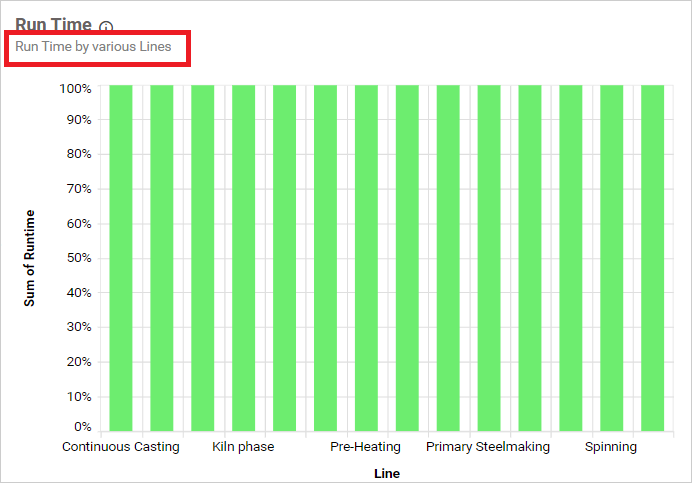 Run Time
Run Time by various Lines
100%
90%
80%
70%
60%
50%
40%
30%
20%
10%
0%
Sum of Runtime
Continuous Casting
Kiln phase
Pre-Heating
Primary Steelmaking
Spinning
Line